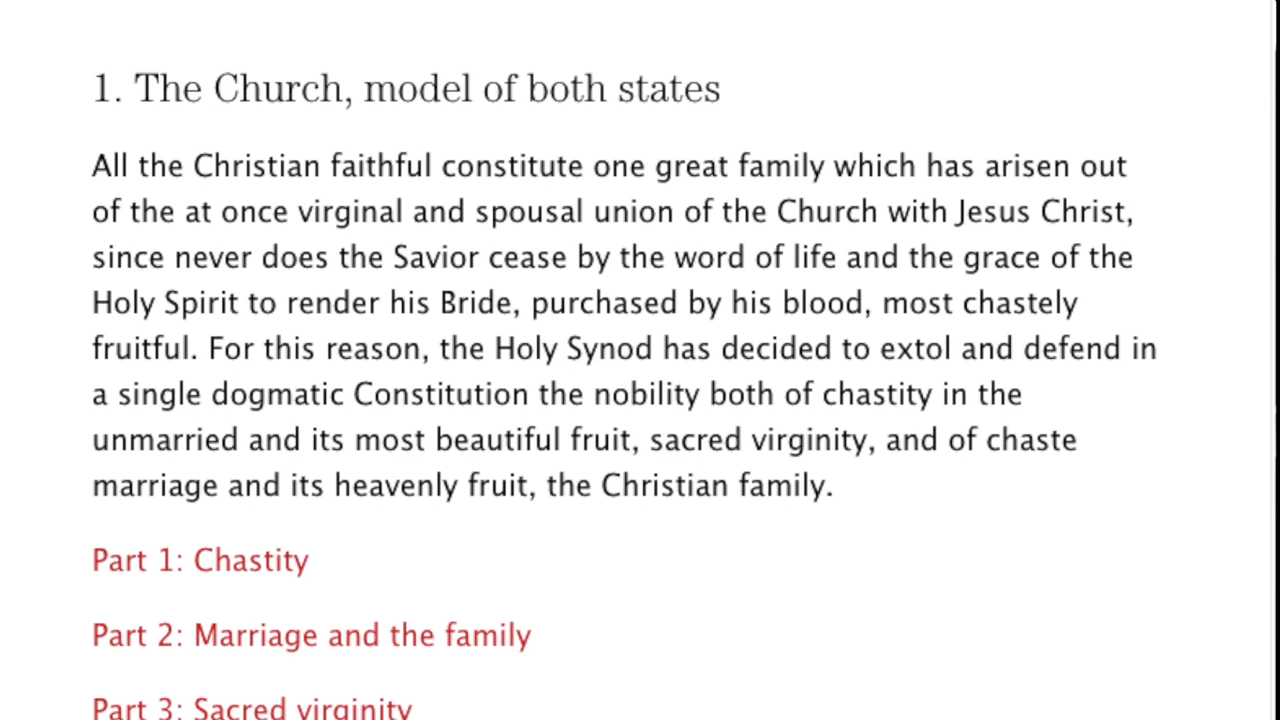 1. The Church, model of both states
All the Christian faithful constitute one great family which has arisen out
of the at once virginal and spousal union of the Church with Jesus Christ,
since never does the Savior cease by the word of life and the grace of the
Holy Spirit to render his Bride, purchased by his blood, most chastely
fruitful. For this reason, the Holy Synod has decided to extol and defend in
a single dogmatic Constitution the nobility both of chastity in the
unmarried and its most beautiful fruit, sacred virginity, and of chaste
marriage and its heavenly fruit, the Christian family.
Part 1: Chastity
Part 2: Marriage and the family
Part 3: Sacred virginity